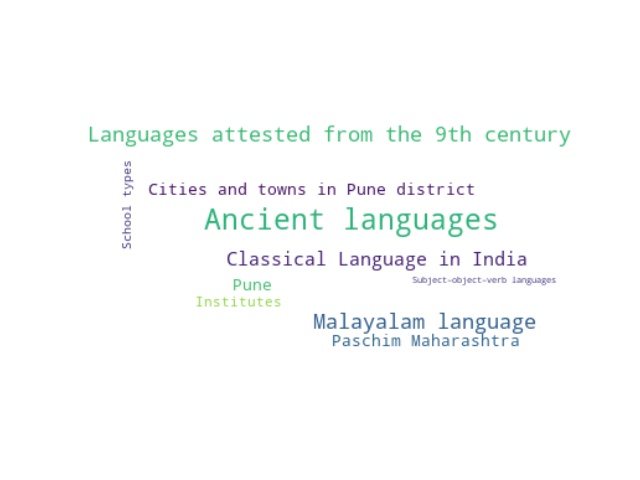 Languages attested from the 9th century
School types
Cities and towns in Pune district
Ancient languages
Classical Language in India
Subject-object-verb languages
Pune
Institutes
Malayalam language
Paschim Maharashtra